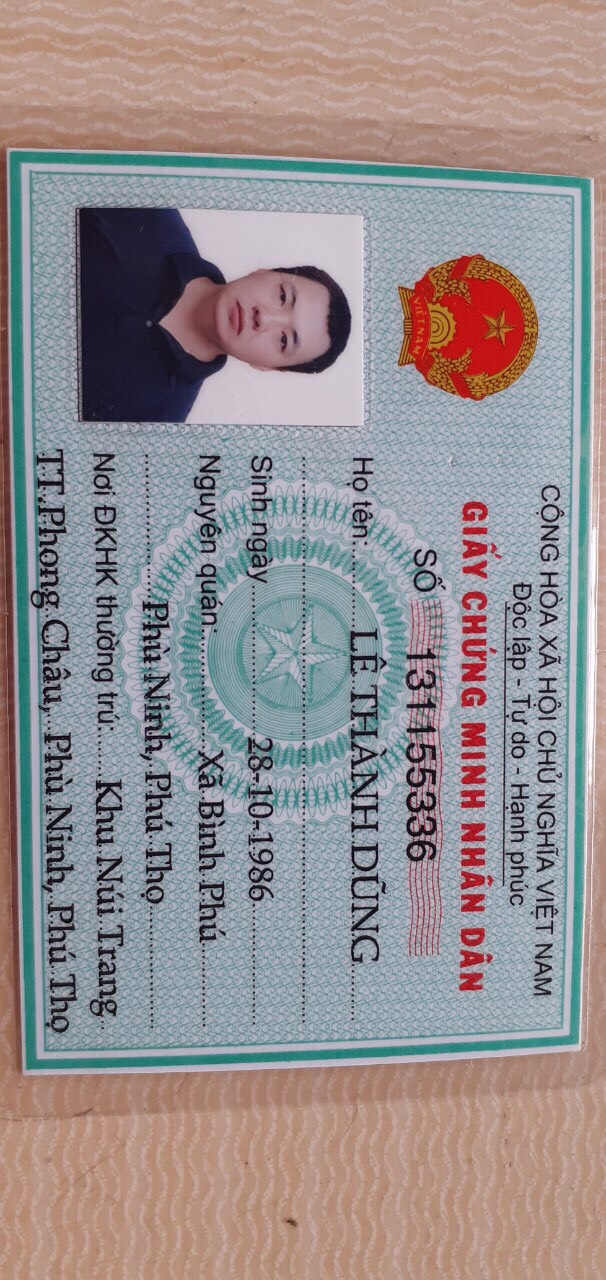 CỘNG HÒA XÃ HỘI CHỦ NGHĨA VIỆT NAM
Độc lập - Tự do - Hạnh phúc
GIẤY CHỨNG MINH NHÂN DÂN
SỐ 131155336
Họ tên: LÊ THÀNH DŨNG
Sinh ngày 28-10-1986
Nguyên quán: Xã Bình Phú
Phù Ninh, Phú Thọ
Nơi ĐKHK thường trú: Khu Núi Trang
TT.Phong Châu, Phù Ninh, Phú Thọ
VIỆT NAM